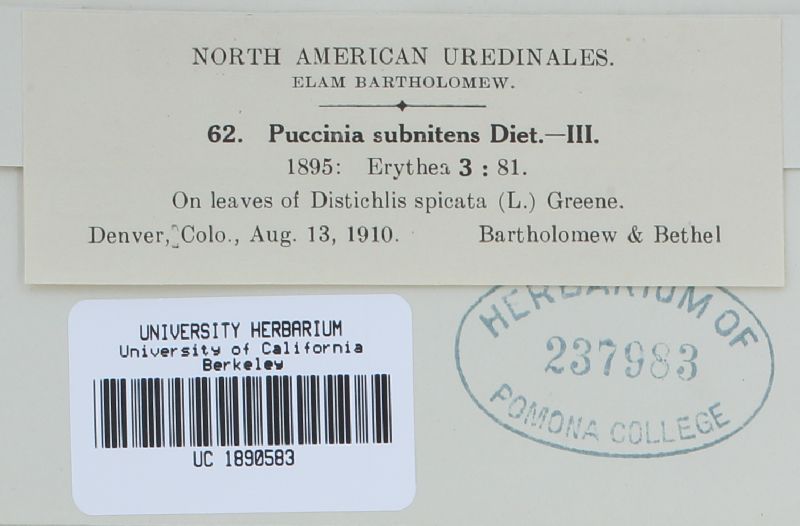 NORTH AMERICAN UREDINALES.
ELAM BARTHOLOMEW.
62. Puccinia subnitens Diet.—III.
1895: Erythea 3 : 81.
On leaves of Distichlis spicata (L.) Greene.
Denver, Colo., Aug. 13, 1910. Bartholomew & Bethel
UNIVERSITY HERBARIUM
University of California
Berkeley
UC 1890583
HERBARIUM OF
237983
POMONA COLLEGE